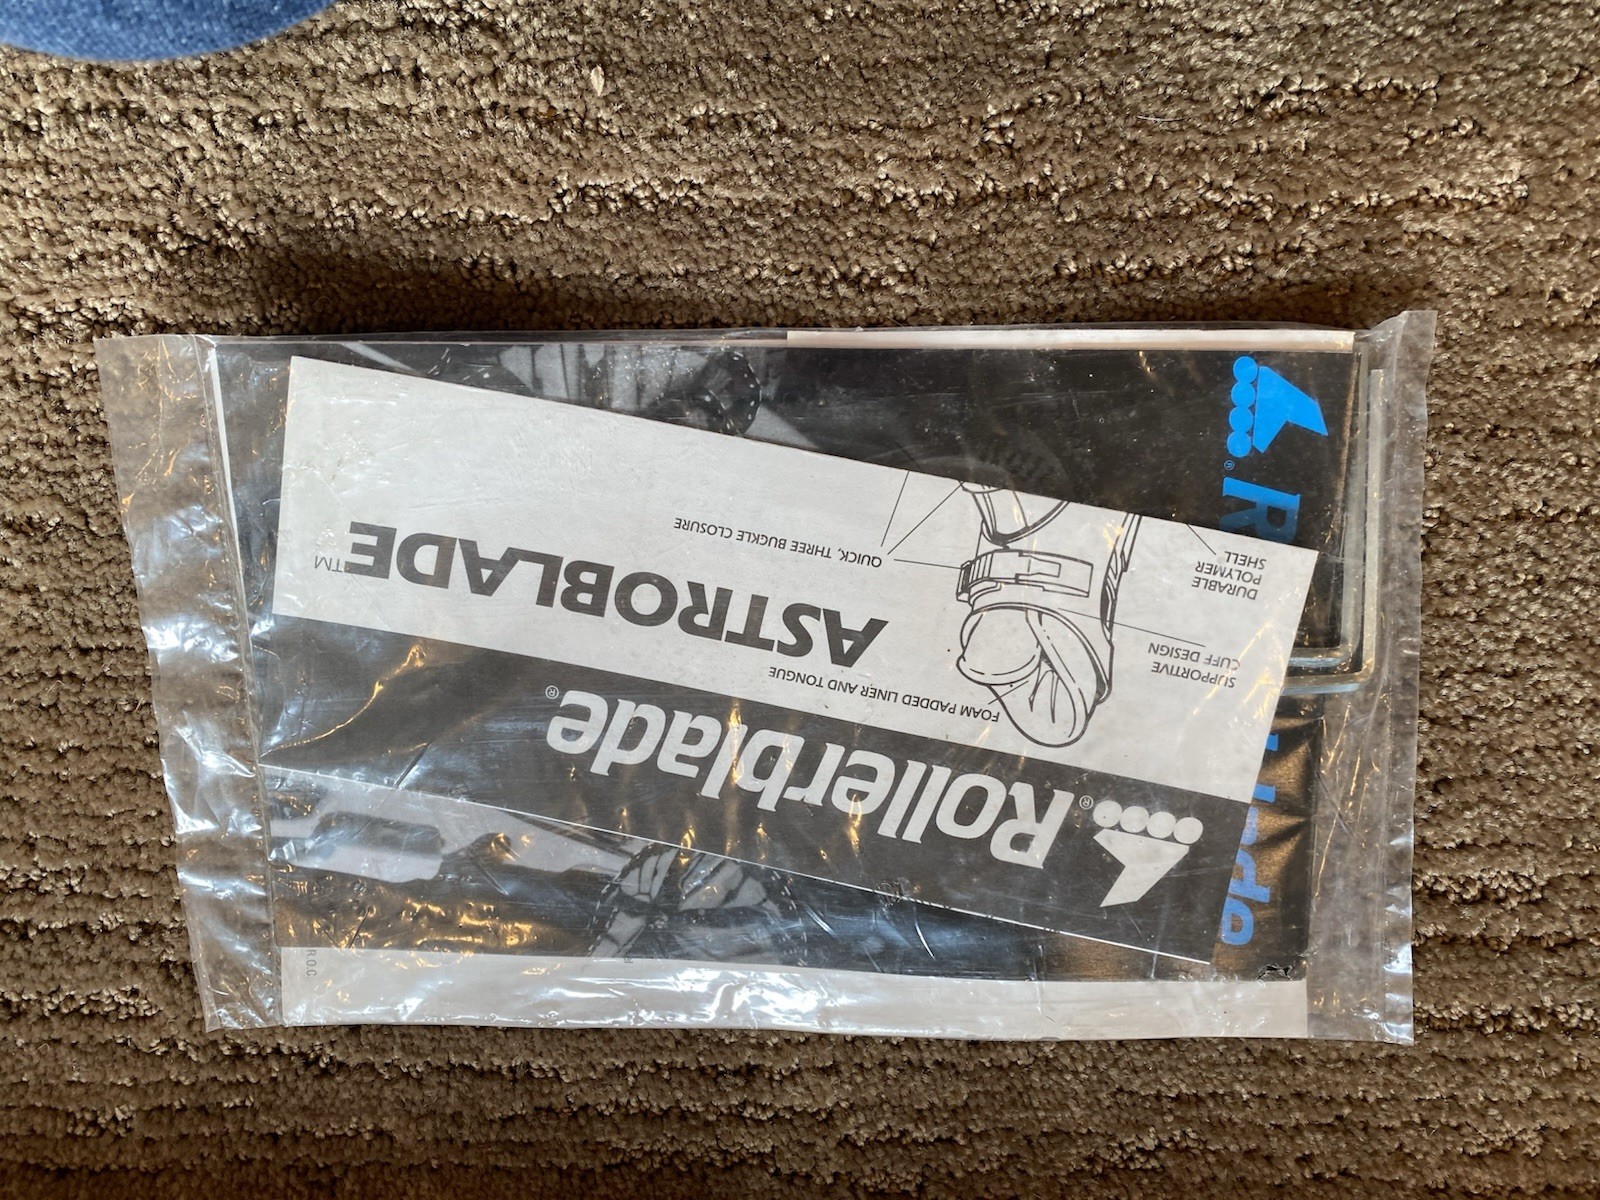 Rollerblade®
®
FOAM PADDED LINER AND TONGUE
SUPPORTIVE
CUFF DESIGN
ASTROBLADE™
DURABLE
POLYMER
SHELL
QUICK, THREE BUCKLE CLOSURE
®
R.O.C